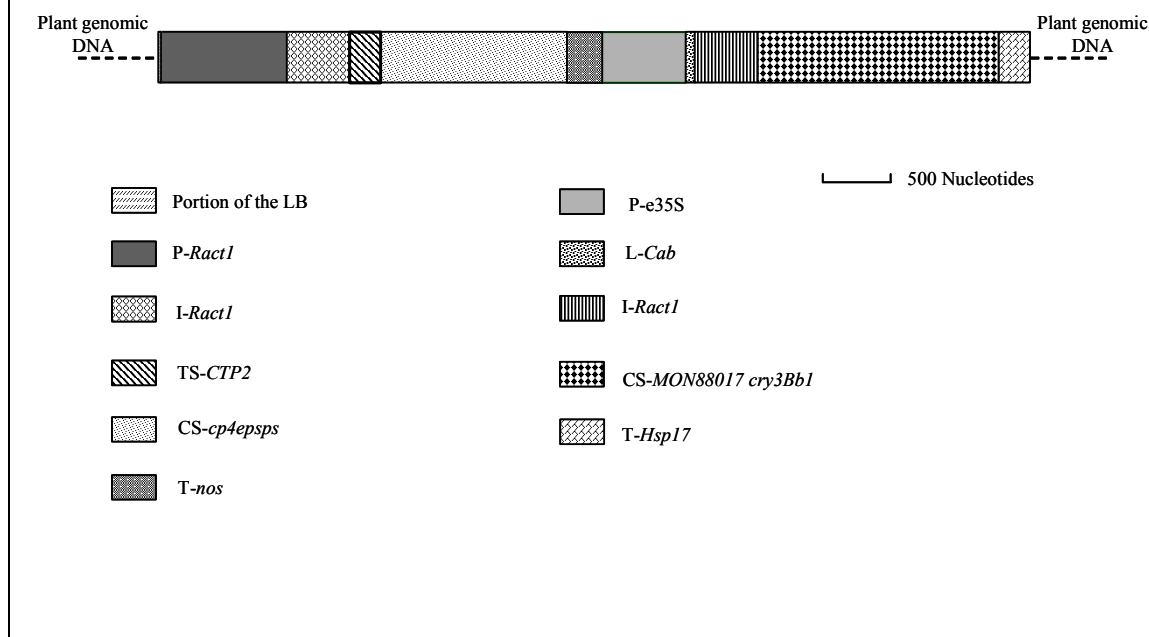 Plant genomic
DNA
Plant genomic
DNA
500 Nucleotides
Portion of the LB
P-Ract1
I-Ract1
TS-CTP2
CS-cp4epsps
T-nos
P-e35S
L-Cab
I-Ract1
CS-MON88017 cry3Bb1
T-Hsp17